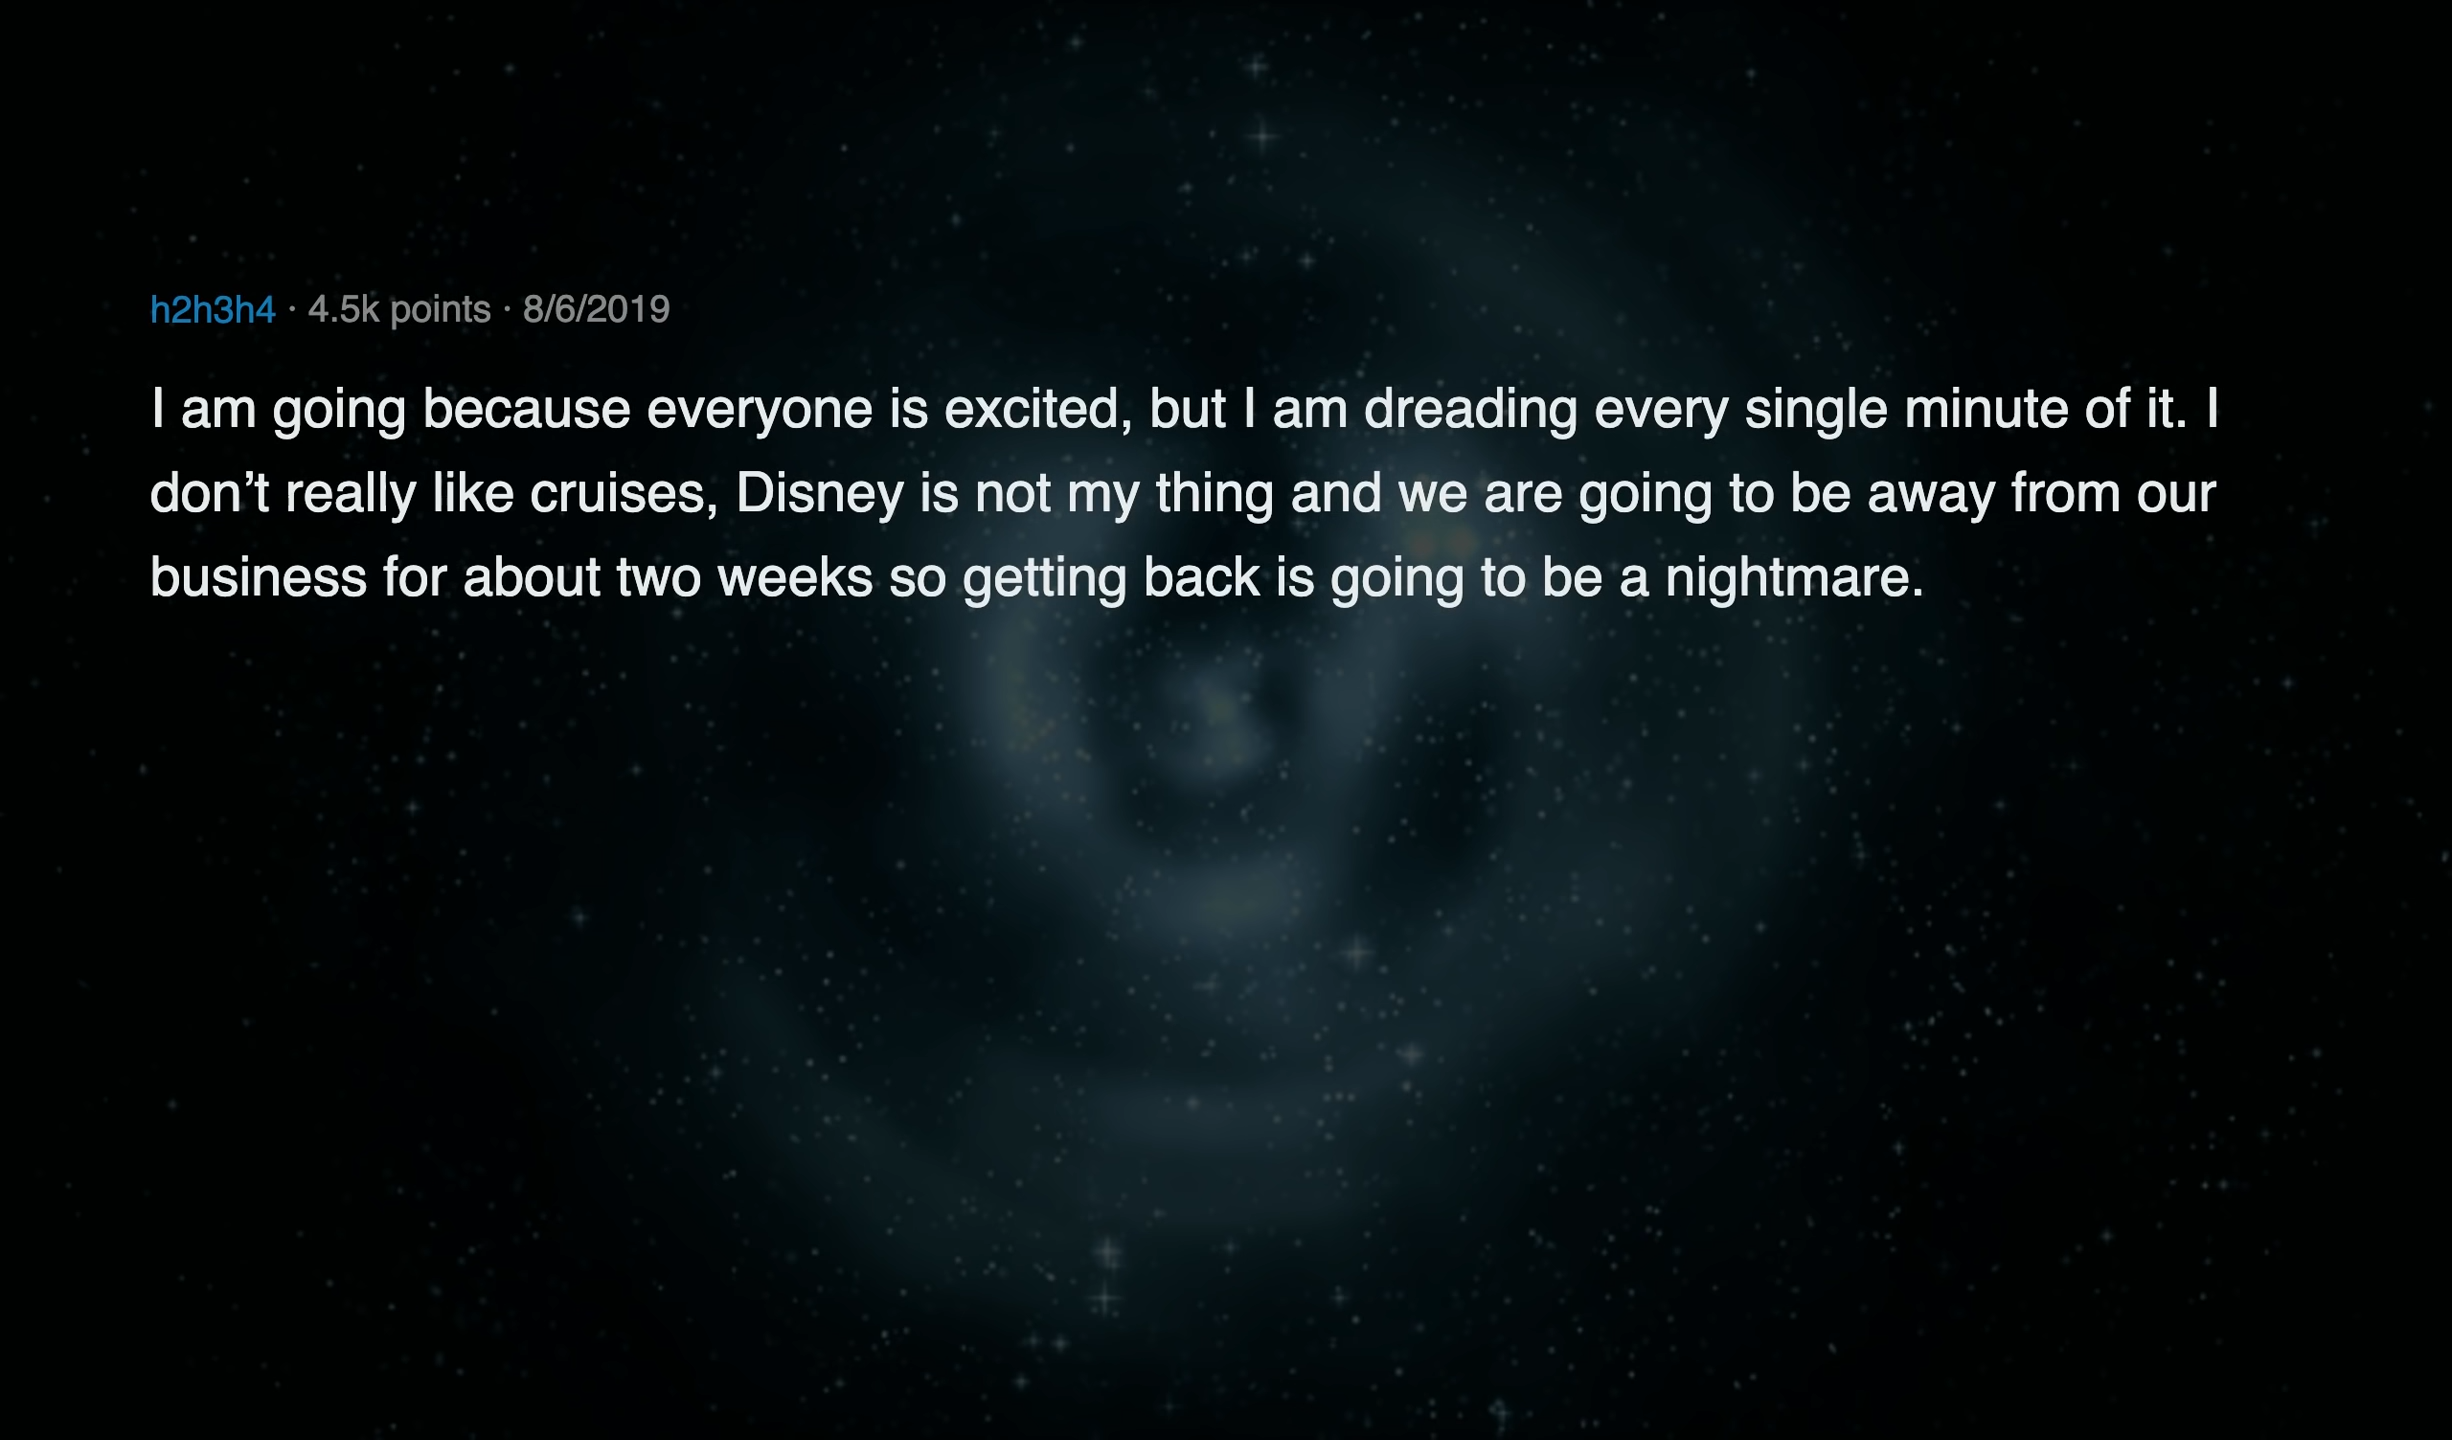 h2h3h4 · 4.5k points · 8/6/2019
I am going because everyone is excited, but I am dreading every single minute of it. I
don’t really like cruises, Disney is not my thing and we are going to be away from our
business for about two weeks so getting back is going to be a nightmare.